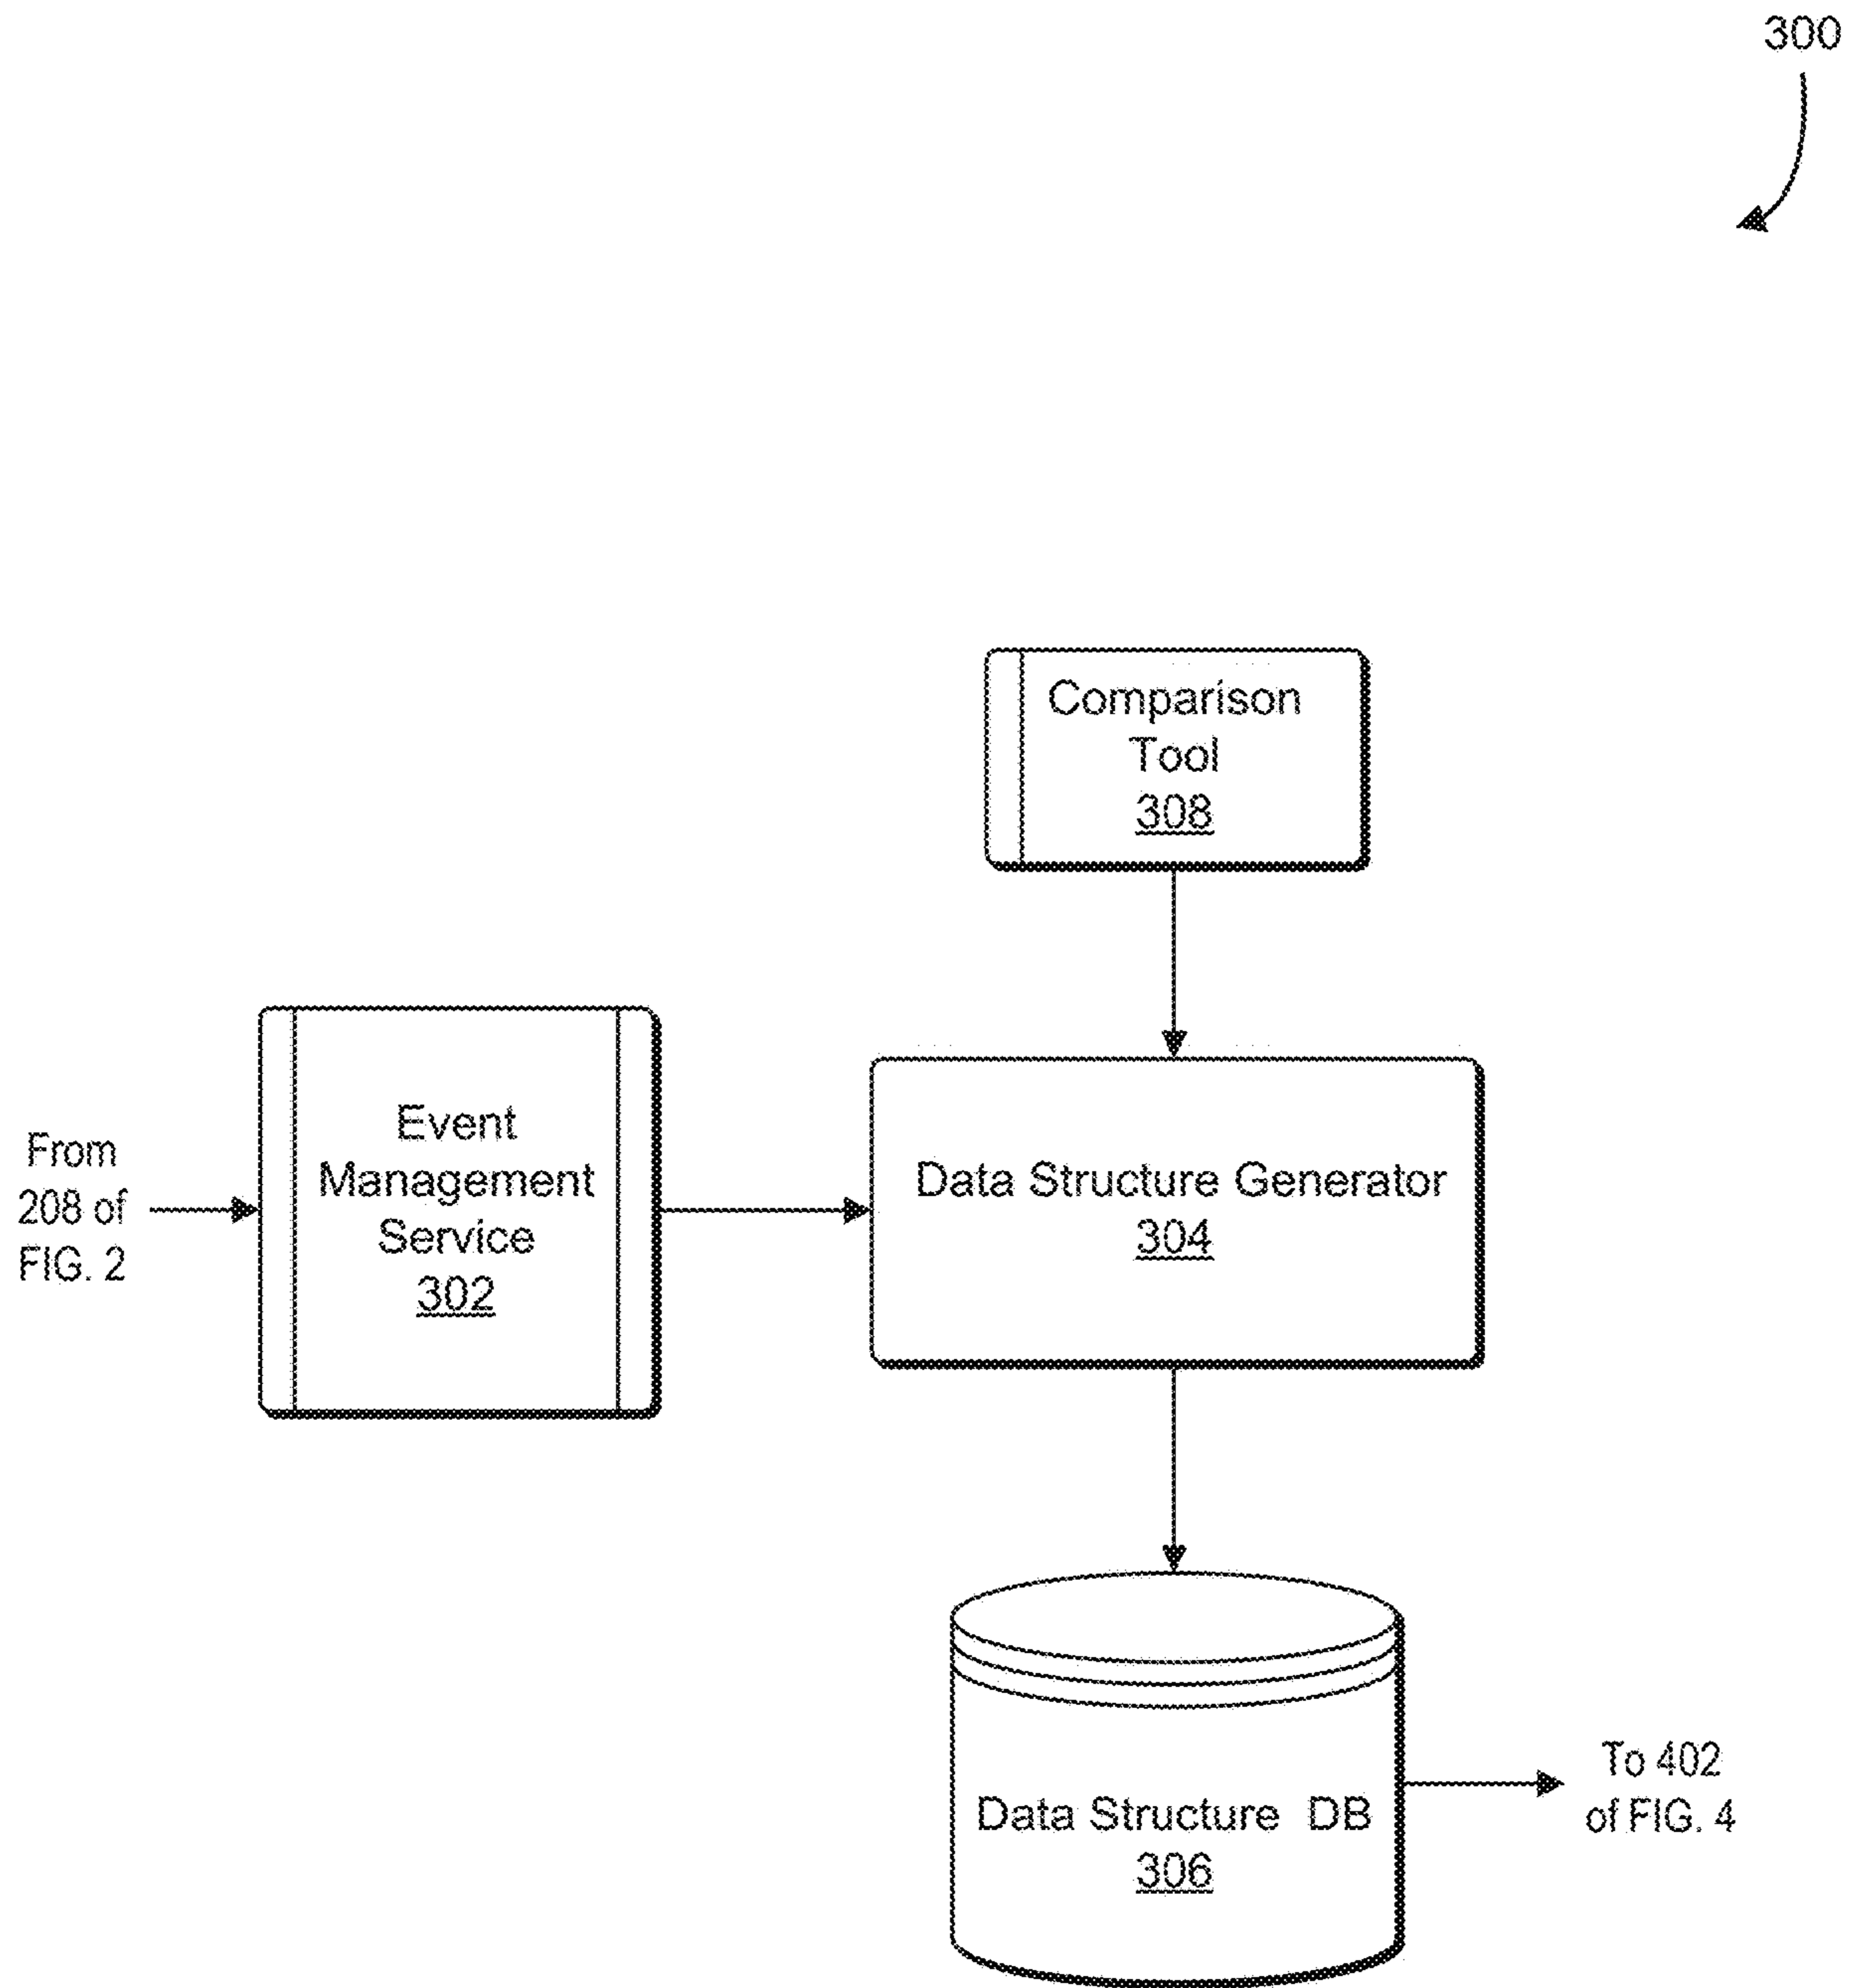 300
Comparison
Tool
308
Event
Management
Service
302
From
208 of
FIG. 2
Data Structure Generator
304
Data Structure DB
306
To 402
of FIG. 4